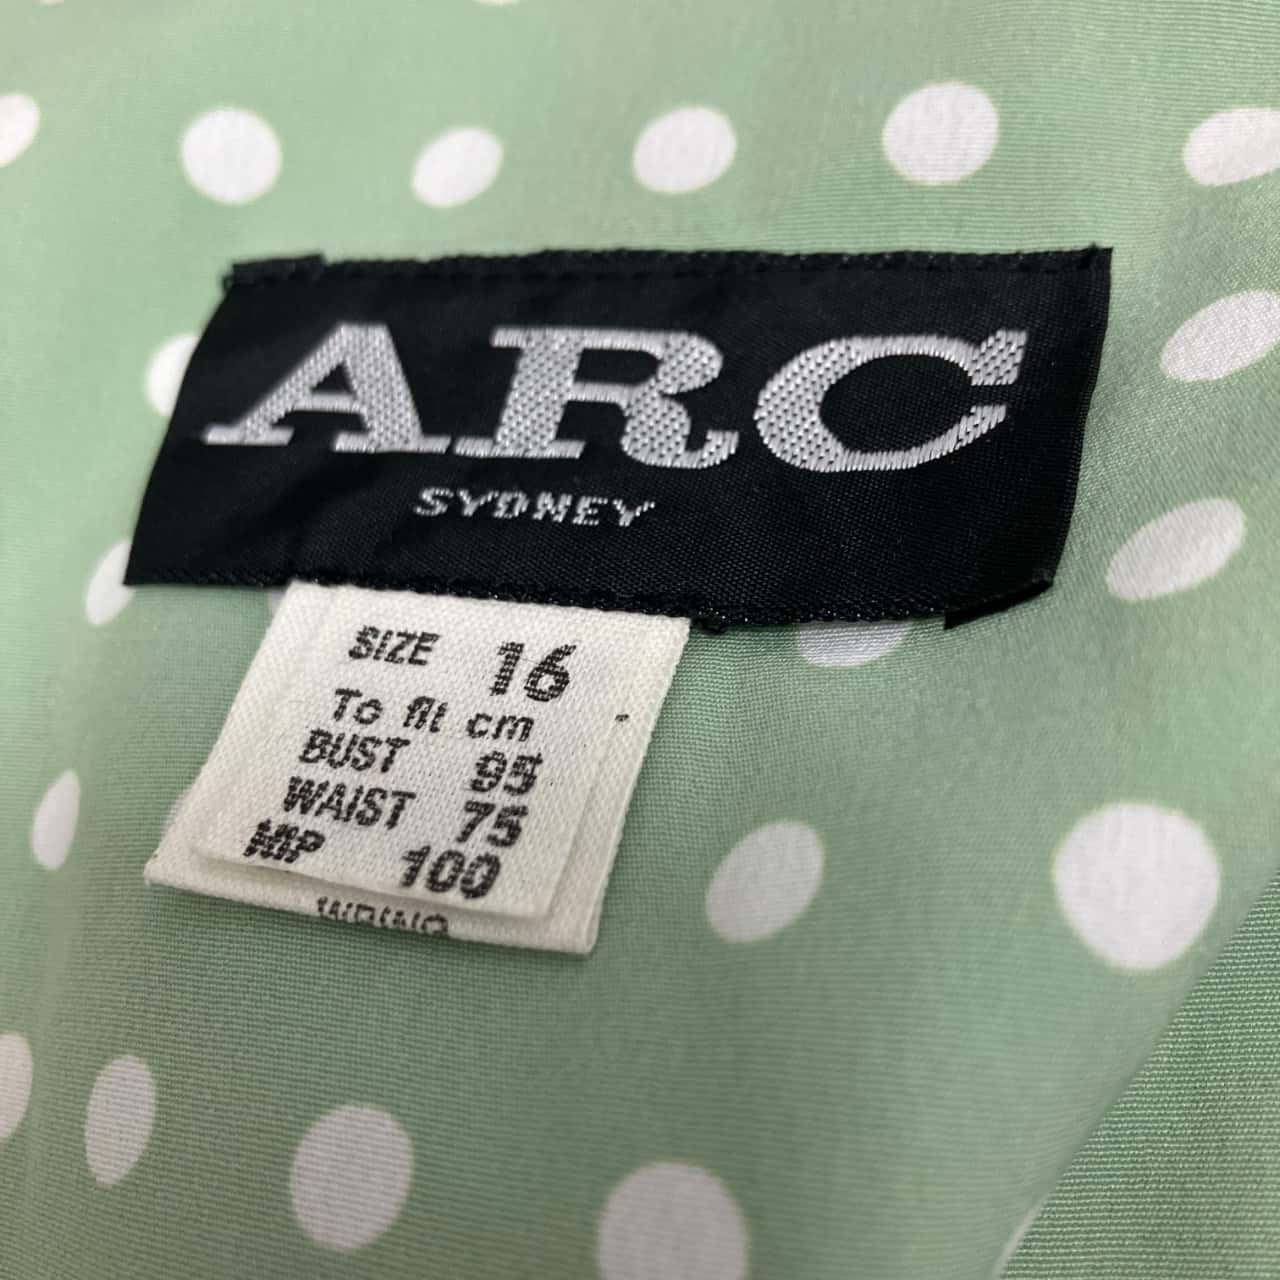 ARC
SYDNEY
SIZE 16
To fit cm
BUST 95
WAIST 75
HIP 100